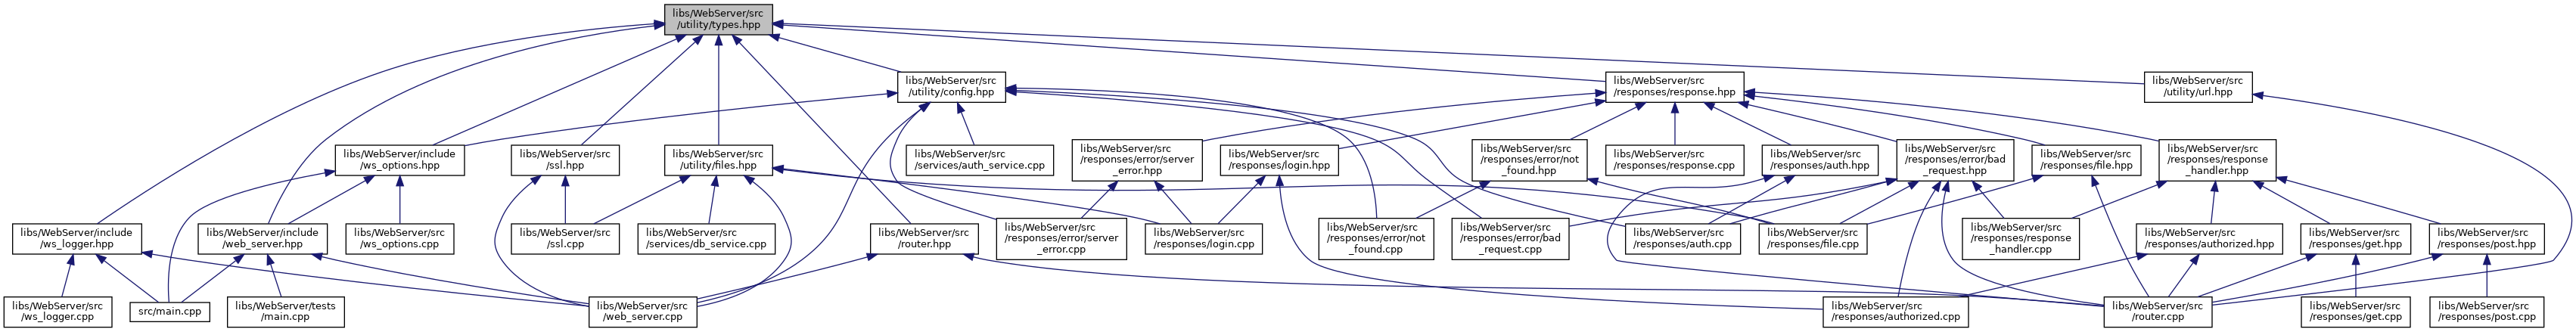 libs/WebServer/src
/utility/types.hpp
libs/WebServer/src
/utility/config.hpp
libs/WebServer/src
/responses/response.hpp
libs/WebServer/src
/utility/url.hpp
libs/WebServer/include
/ws_options.hpp
libs/WebServer/src
/ssl.hpp
libs/WebServer/src
/utility/files.hpp
libs/WebServer/src
/services/auth_service.cpp
libs/WebServer/src
/responses/error/server
_error.hpp
libs/WebServer/src
/responses/login.hpp
libs/WebServer/src
/responses/error/not
_found.hpp
libs/WebServer/src
/responses/response.cpp
libs/WebServer/src
/responses/auth.hpp
libs/WebServer/src
/responses/error/bad
_request.hpp
libs/WebServer/src
/responses/file.hpp
libs/WebServer/src
/responses/response
_handler.hpp
libs/WebServer/include
/ws_logger.hpp
libs/WebServer/include
/web_server.hpp
libs/WebServer/src
/ws_options.cpp
libs/WebServer/src
/ssl.cpp
libs/WebServer/src
/services/db_service.cpp
libs/WebServer/src
/router.hpp
libs/WebServer/src
/responses/error/server
_error.cpp
libs/WebServer/src
/responses/login.cpp
libs/WebServer/src
/responses/error/not
_found.cpp
libs/WebServer/src
/responses/error/bad
_request.cpp
libs/WebServer/src
/responses/auth.cpp
libs/WebServer/src
/responses/file.cpp
libs/WebServer/src
/responses/response
_handler.cpp
libs/WebServer/src
/responses/authorized.hpp
libs/WebServer/src
/responses/get.hpp
libs/WebServer/src
/responses/post.hpp
libs/WebServer/src
/ws_logger.cpp
src/main.cpp
libs/WebServer/tests
/main.cpp
libs/WebServer/src
/web_server.cpp
libs/WebServer/src
/responses/authorized.cpp
libs/WebServer/src
/router.cpp
libs/WebServer/src
/responses/get.cpp
libs/WebServer/src
/responses/post.cpp